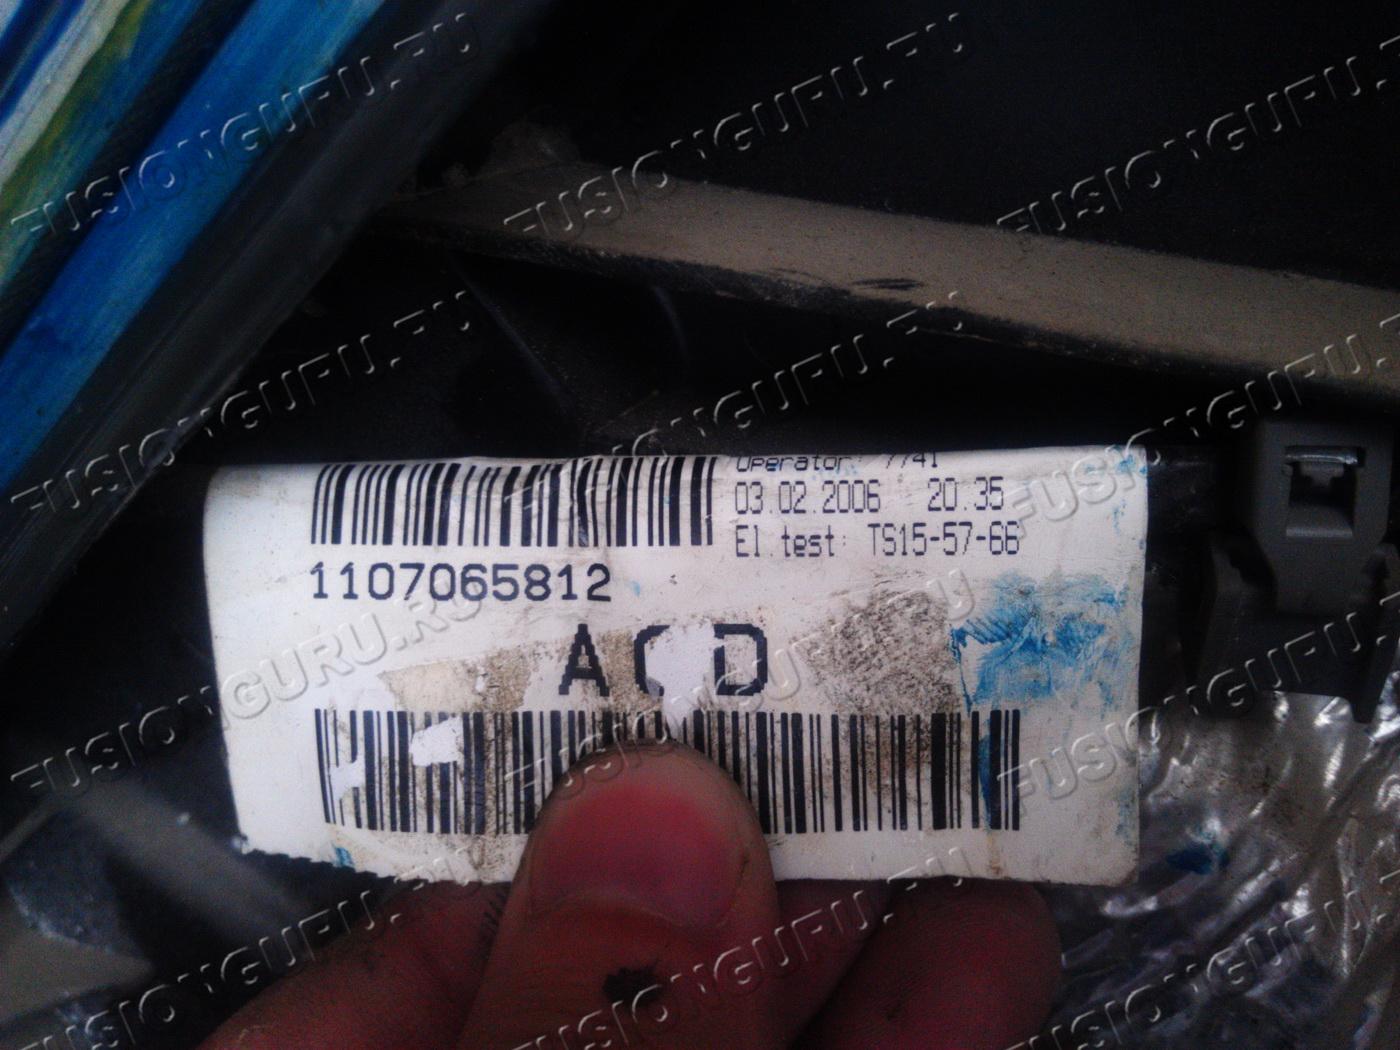 Operator: 7741
03.02.2006 20:35
El.test: TS15-57-66
1107065812
FUSIONGURU.RU